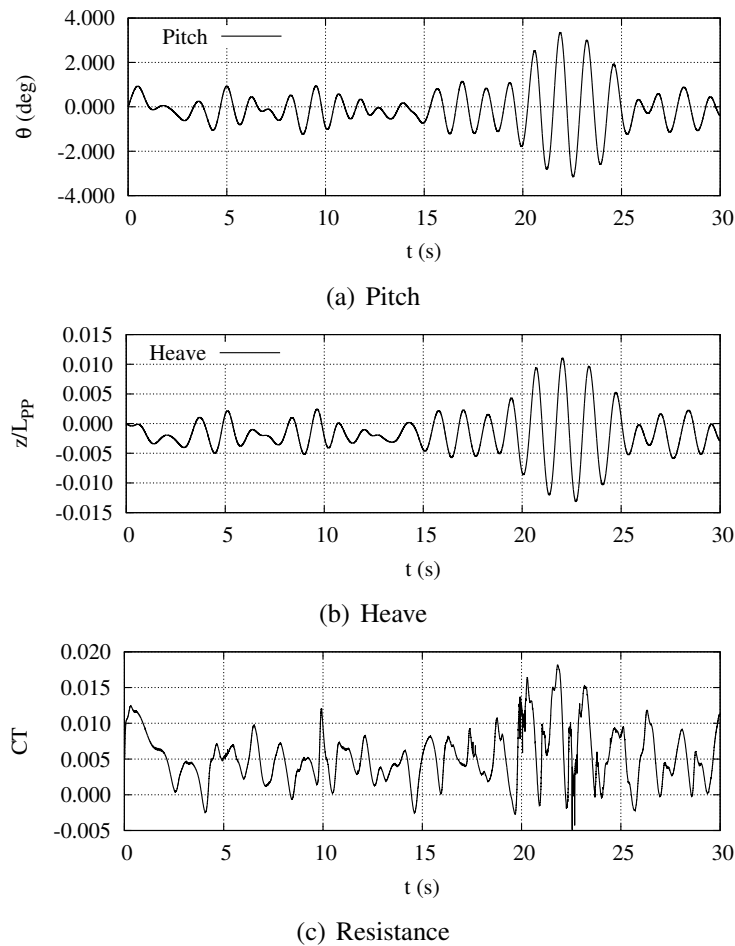 4.000
Pitch
2.000
0.000
θ (deg)
-2.000
-4.000
0 5 10 15 20 25 30
t (s)
(a) Pitch
0.015
Heave
0.010
0.005
0.000
z/LPP
-0.005
-0.010
-0.015
0 5 10 15 20 25 30
t (s)
(b) Heave
0.020
0.015
0.010
CT
0.005
0.000
-0.005
0 5 10 15 20 25 30
t (s)
(c) Resistance